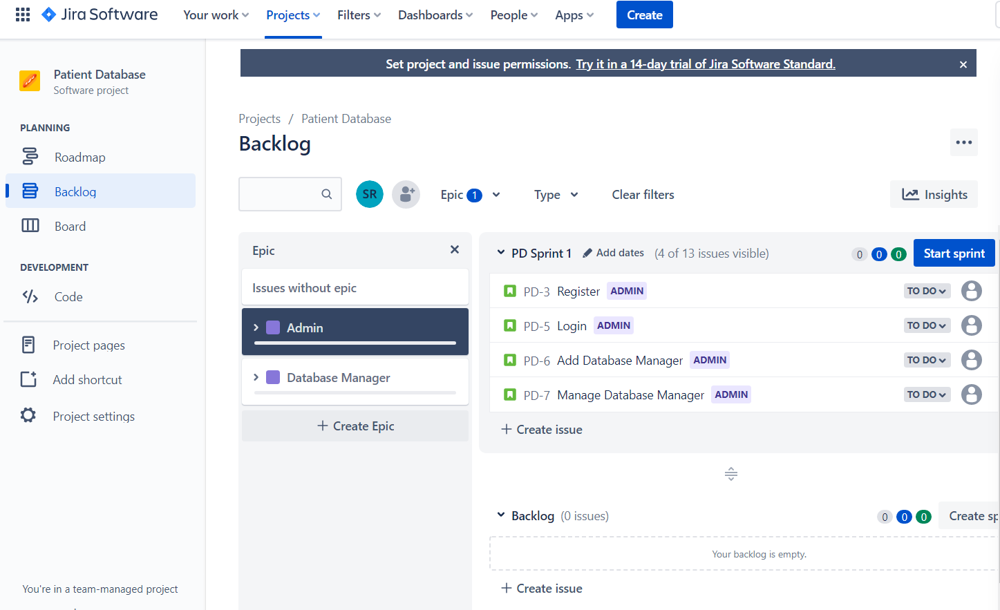 Jira Software Your work Projects Filters Dashboards People Apps Create
Set project and issue permissions. Try it in a 14-day trial of Jira Software Standard.
Patient Database
Software project
PLANNING
Roadmap
Backlog
Board
DEVELOPMENT
Code
Project pages
Add shortcut
Project settings
You're in a team-managed project
Projects / Patient Database
Backlog
SR Epic 1 Type Clear filters Insights
Epic
Issues without epic
Admin
Database Manager
Create Epic
PD Sprint 1 Add dates (4 of 13 issues visible) 0 0 0 Start sprint
PD-3 Register ADMIN TO DO
PD-5 Login ADMIN TO DO
PD-6 Add Database Manager ADMIN TO DO
PD-7 Manage Database Manager ADMIN TO DO
Create issue
Backlog (0 issues) 0 0 0 Create sp
Your backlog is empty.
Create issue